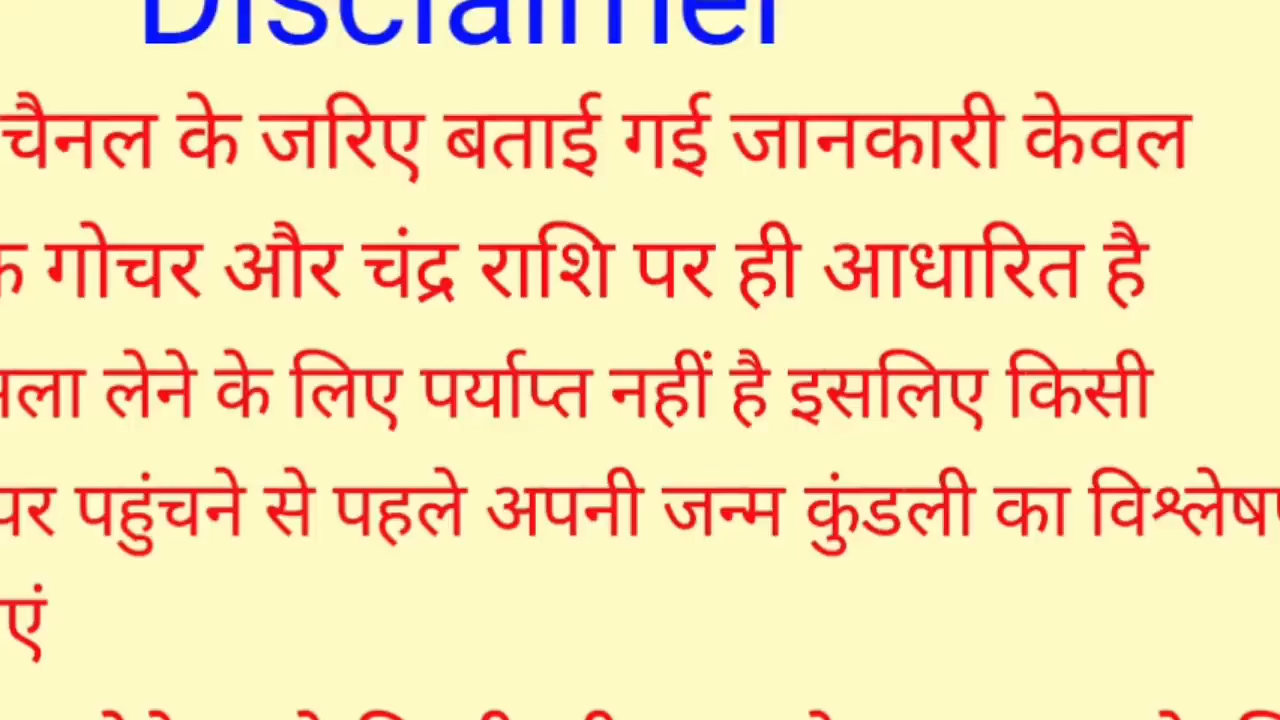 Disclaimer
चैनल के जरिए बताई गई जानकारी केवल
गोचर और चंद्र राशि पर ही आधारित है
लेने के लिए पर्याप्त नहीं है इसलिए किसी
पर पहुंचने से पहले अपनी जन्म कुंडली का विश्लेषण